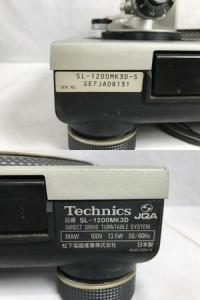 SL-1200MK3D-S
SER NO. GE7JA08131
Technics
JQA
品番 SL-1200MK3D
DIRECT DRIVE TURNTABLE SYSTEM
MAW 100V 13.5W 50/60Hz
松下電器産業株式会社 日本製